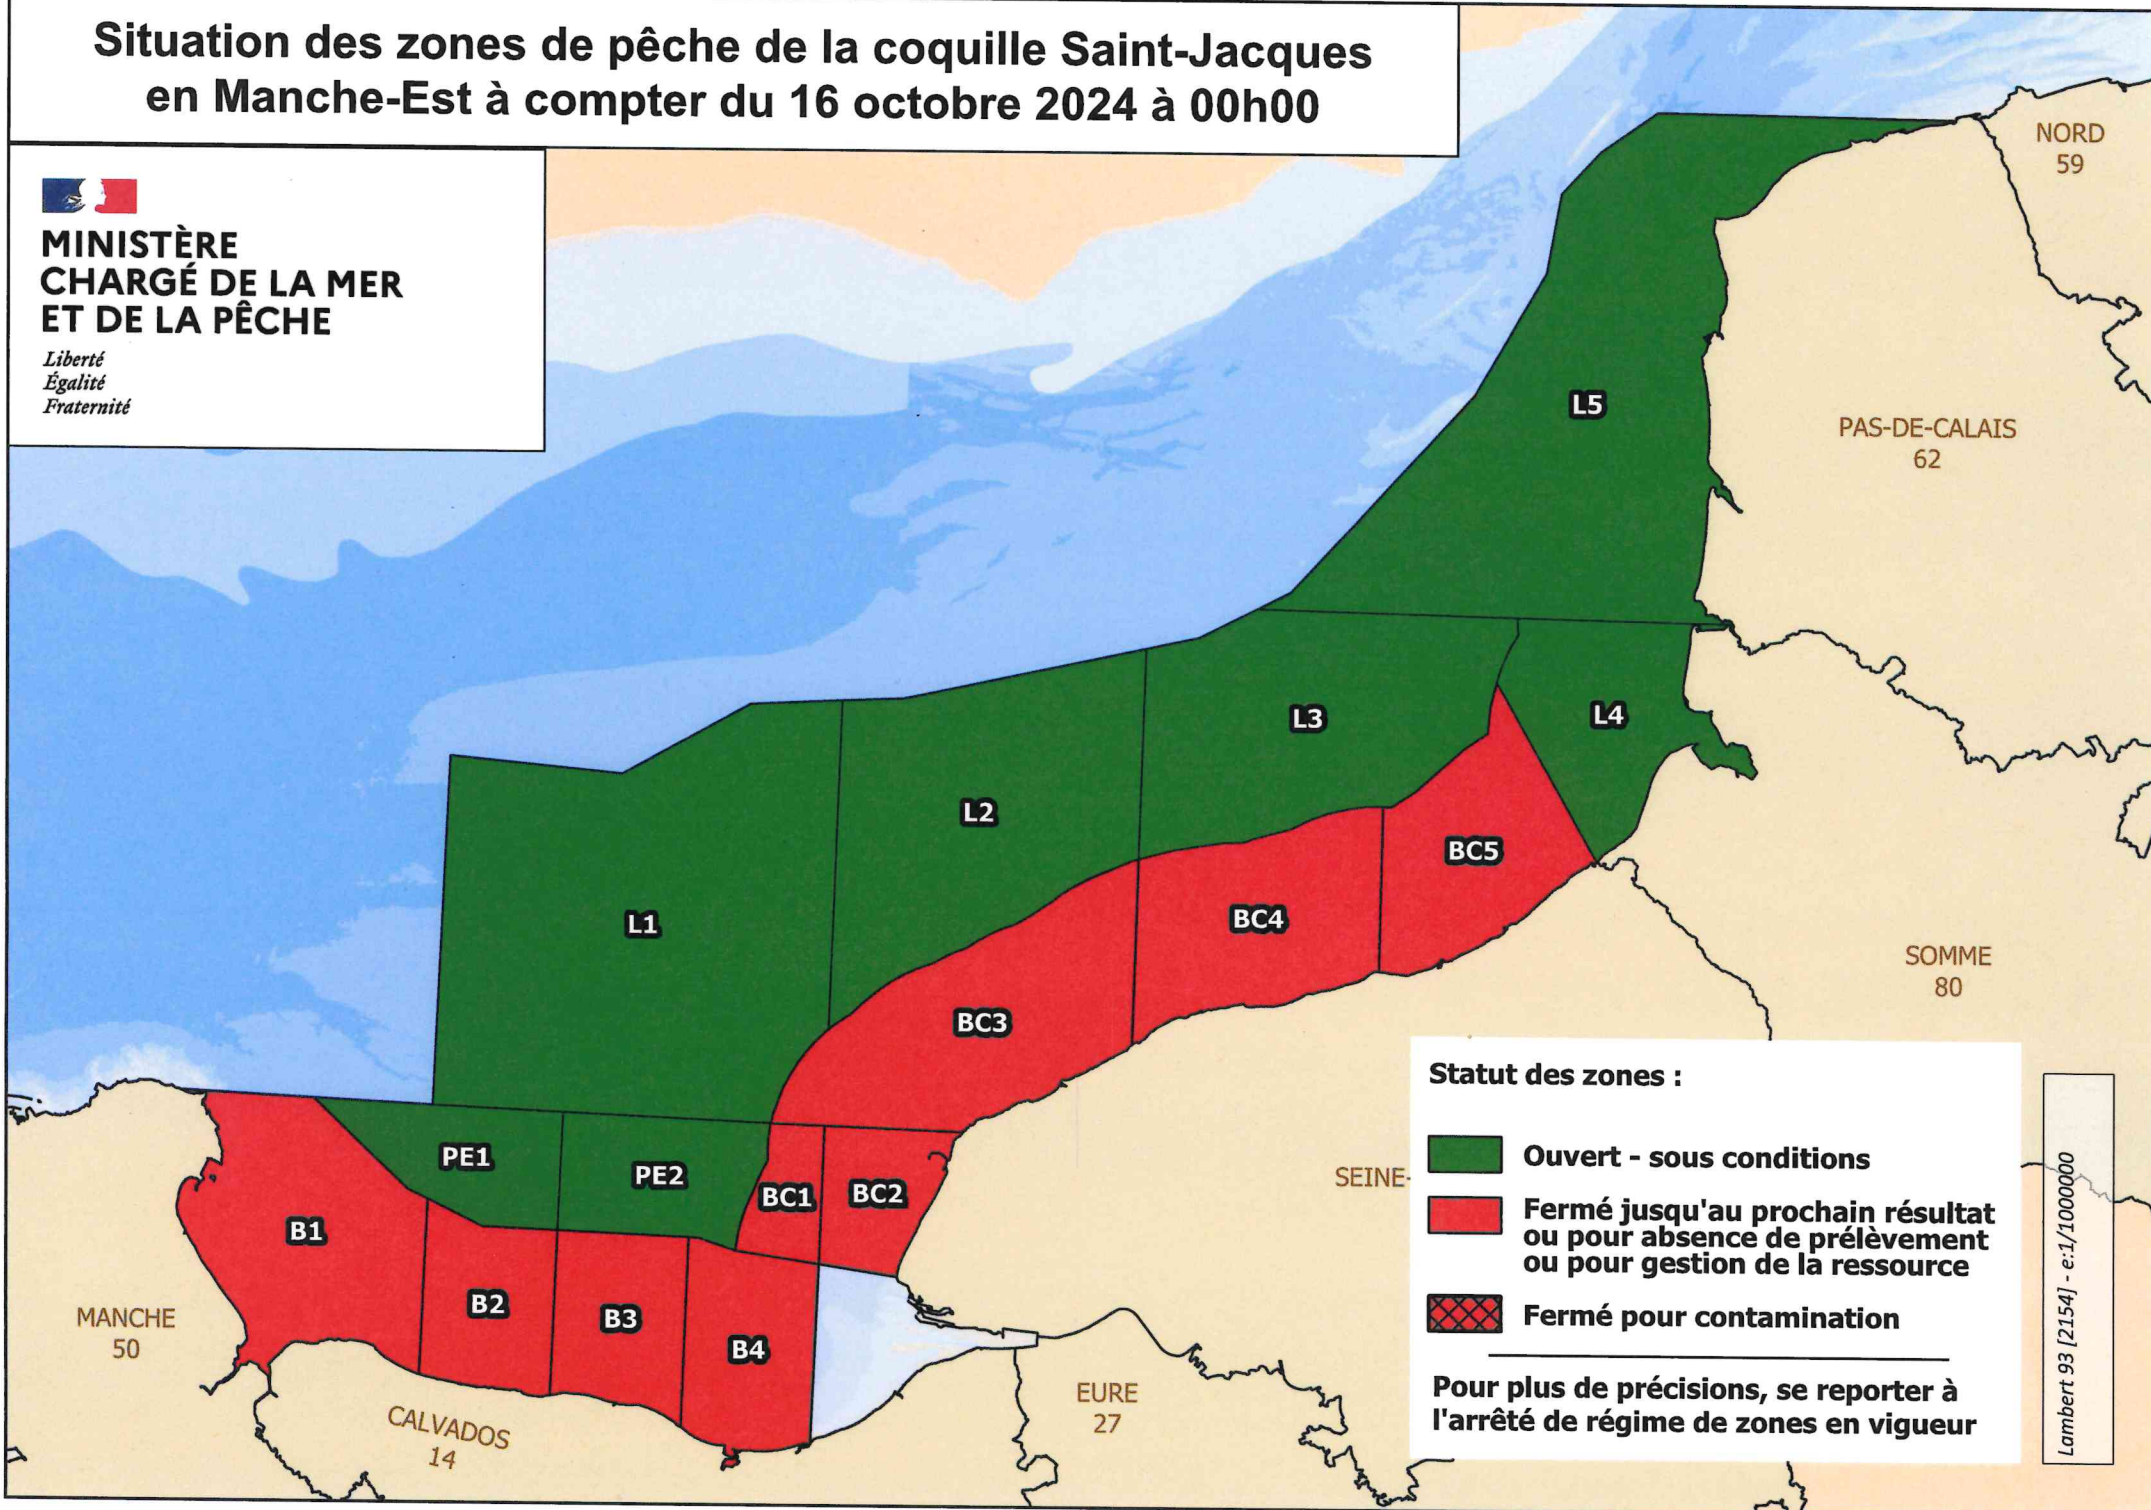 Situation des zones de pêche de la coquille Saint-Jacques
en Manche-Est à compter du 16 octobre 2024 à 00h00
MINISTÈRE
CHARGÉ DE LA MER
ET DE LA PÊCHE
Liberté
Égalité
Fraternité
NORD
59
PAS-DE-CALAIS
62
L5
L3
L4
L2
BC5
L1
BC4
SOMME
80
BC3
PE1
PE2
BC1
BC2
SEINE-
B1
B2
B3
B4
MANCHE
50
CALVADOS
14
EURE
27
Statut des zones :
Ouvert - sous conditions
Fermé jusqu'au prochain résultat
ou pour absence de prélèvement
ou pour gestion de la ressource
Fermé pour contamination
Pour plus de précisions, se reporter à
l'arrêté de régime de zones en vigueur
Lambert 93 [2154] - e:1/1000000